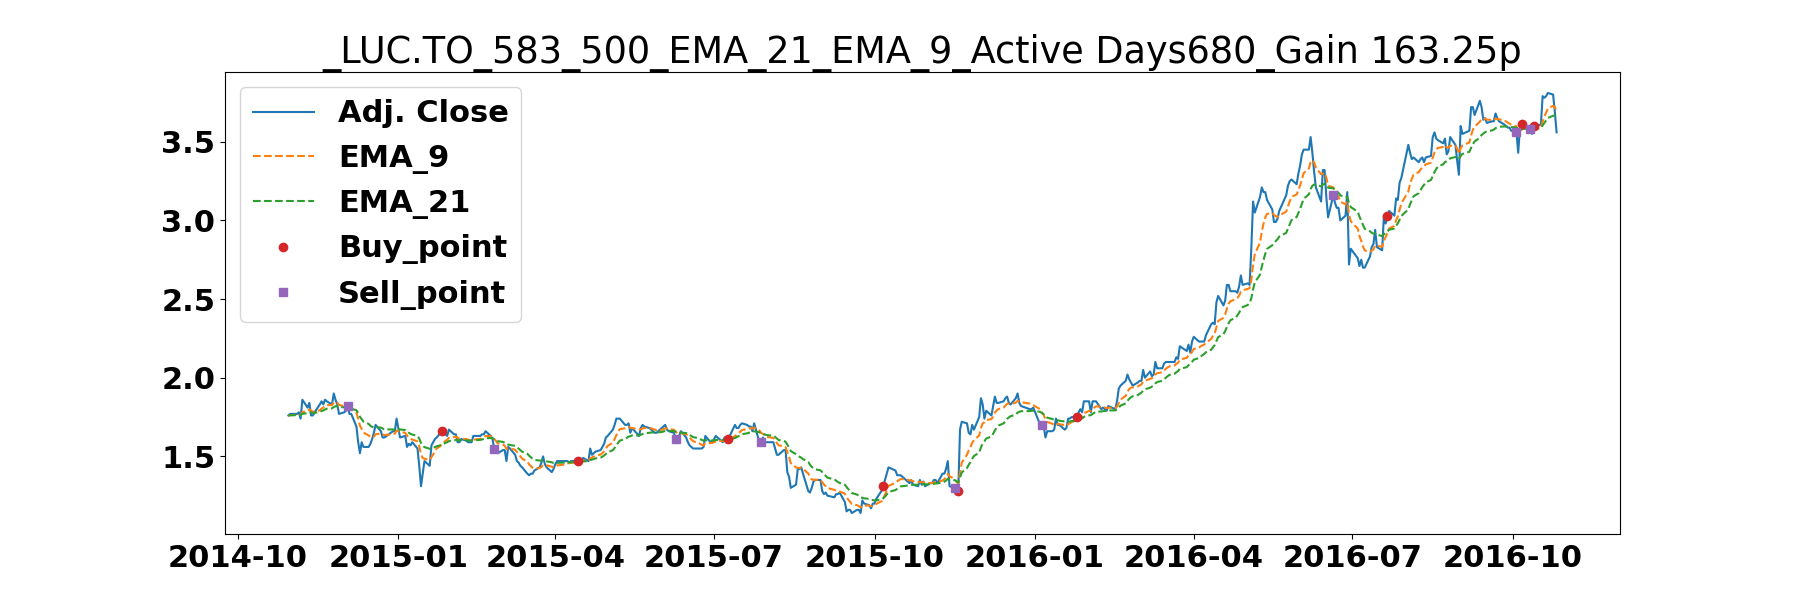 _LUC.TO_583_500_EMA_21_EMA_9_Active Days680_Gain 163.25p
Adj. Close
EMA_9
EMA_21
Buy_point
Sell_point
3.5
3.0
2.5
2.0
1.5
2014-10 2015-01 2015-04 2015-07 2015-10 2016-01 2016-04 2016-07 2016-10